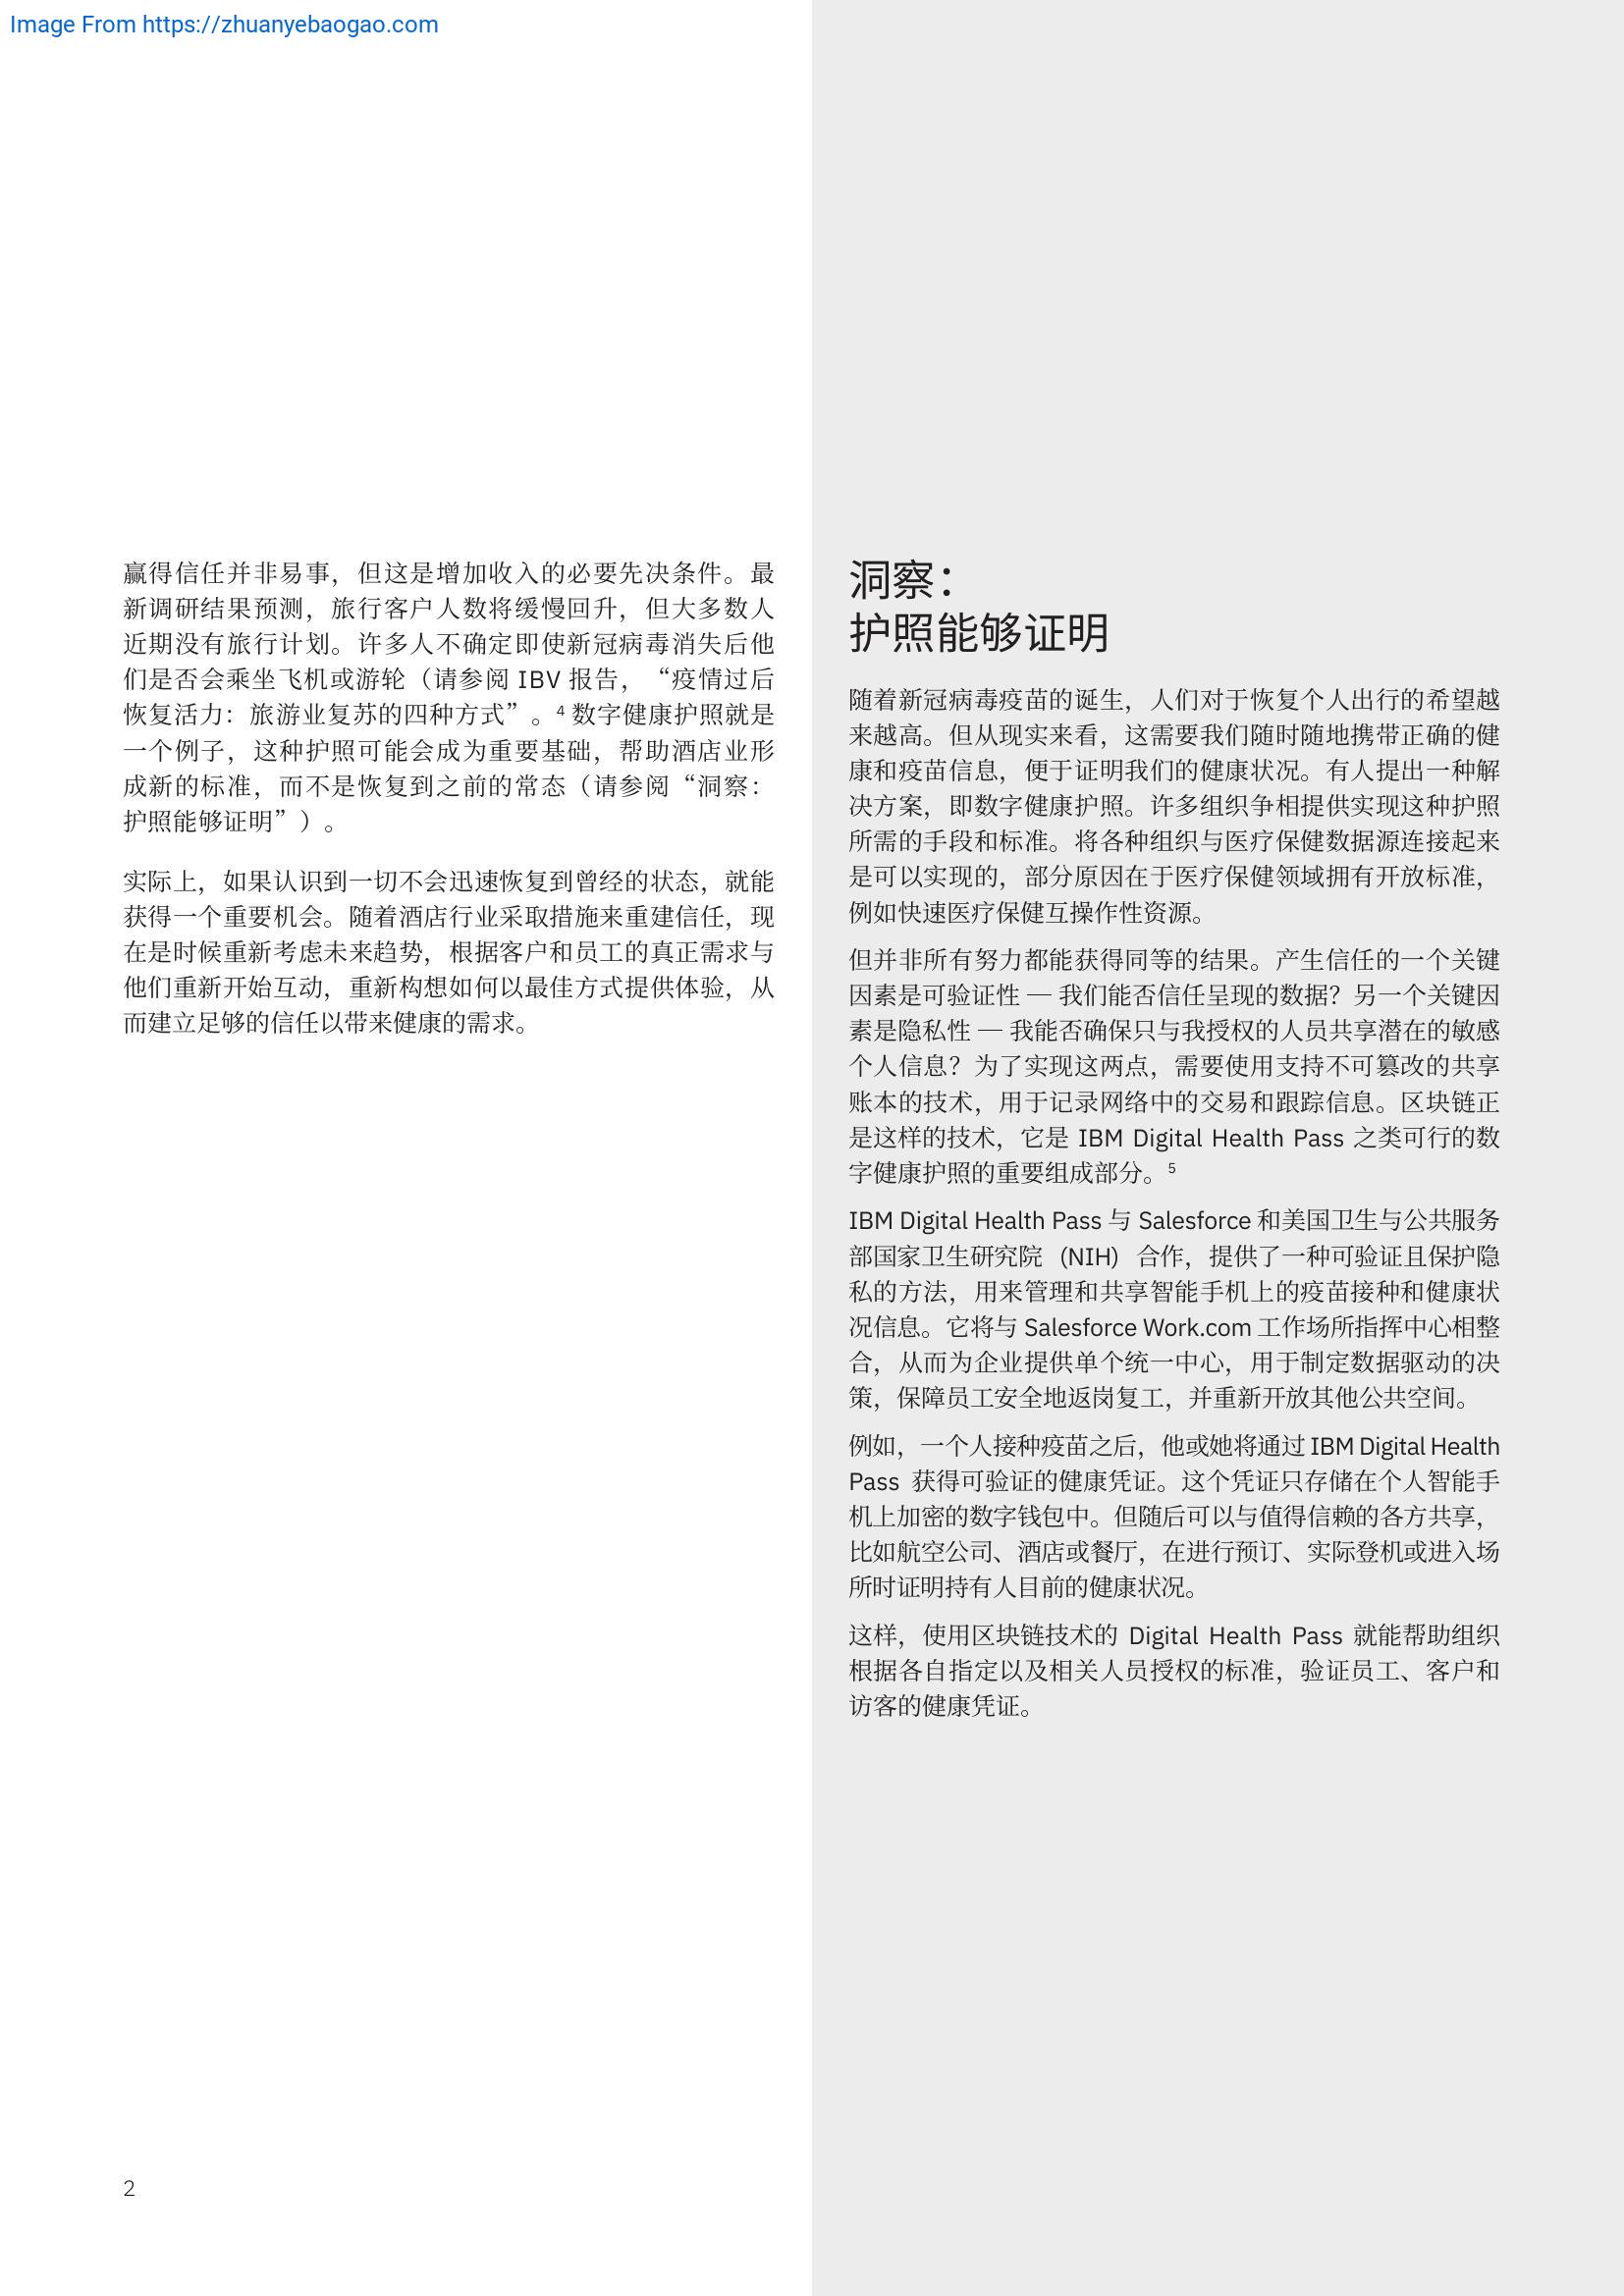 Image From https://zhuanyebaogao.com
赢得信任并非易事，但这是增加收入的必要先决条件。最
新调研结果预测，旅行客户人数将缓慢回升，但大多数人
近期没有旅行计划。许多人不确定即使新冠病毒消失后他
们是否会乘坐飞机或游轮（请参阅 IBV 报告，“疫情过后
恢复活力：旅游业复苏的四种方式”。4 数字健康护照就是
一个例子，这种护照可能会成为重要基础，帮助酒店业形
成新的标准，而不是恢复到之前的常态（请参阅“洞察：
护照能够证明”）。
实际上，如果认识到一切不会迅速恢复到曾经的状态，就能
获得一个重要机会。随着酒店行业采取措施来重建信任，现
在是时候重新考虑未来趋势，根据客户和员工的真正需求与
他们重新开始互动，重新构想如何以最佳方式提供体验，从
而建立足够的信任以带来健康的需求。
洞察：
护照能够证明
随着新冠病毒疫苗的诞生，人们对于恢复个人出行的希望越
来越高。但从现实来看，这需要我们随时随地携带正确的健
康和疫苗信息，便于证明我们的健康状况。有人提出一种解
决方案，即数字健康护照。许多组织争相提供实现这种护照
所需的手段和标准。将各种组织与医疗保健数据源连接起来
是可以实现的，部分原因在于医疗保健领域拥有开放标准，
例如快速医疗保健互操作性资源。
但并非所有努力都能获得同等的结果。产生信任的一个关键
因素是可验证性 — 我们能否信任呈现的数据？另一个关键因
素是隐私性 — 我能否确保只与我授权的人员共享潜在的敏感
个人信息？为了实现这两点，需要使用支持不可篡改的共享
账本的技术，用于记录网络中的交易和跟踪信息。区块链正
是这样的技术，它是 IBM Digital Health Pass 之类可行的数
字健康护照的重要组成部分。5
IBM Digital Health Pass 与 Salesforce 和美国卫生与公共服务
部国家卫生研究院（NIH）合作，提供了一种可验证且保护隐
私的方法，用来管理和共享智能手机上的疫苗接种和健康状
况信息。它将与 Salesforce Work.com 工作场所指挥中心相整
合，从而为企业提供单个统一中心，用于制定数据驱动的决
策，保障员工安全地返岗复工，并重新开放其他公共空间。
例如，一个人接种疫苗之后，他或她将通过 IBM Digital Health
Pass 获得可验证的健康凭证。这个凭证只存储在个人智能手
机上加密的数字钱包中。但随后可以与值得信赖的各方共享，
比如航空公司、酒店或餐厅，在进行预订、实际登机或进入场
所时证明持有人目前的健康状况。
这样，使用区块链技术的 Digital Health Pass 就能帮助组织
根据各自指定以及相关人员授权的标准，验证员工、客户和
访客的健康凭证。
2